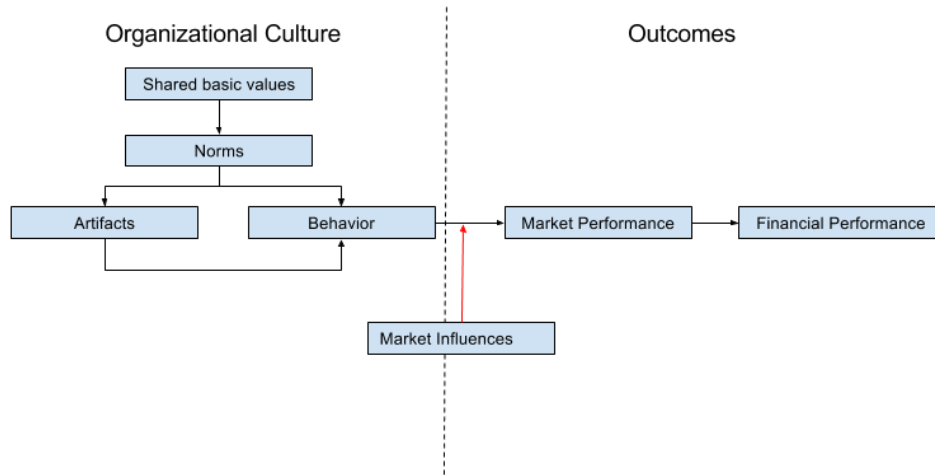 Organizational Culture
Outcomes
Shared basic values
Norms
Artifacts
Behavior
Market Performance
Financial Performance
Market Influences